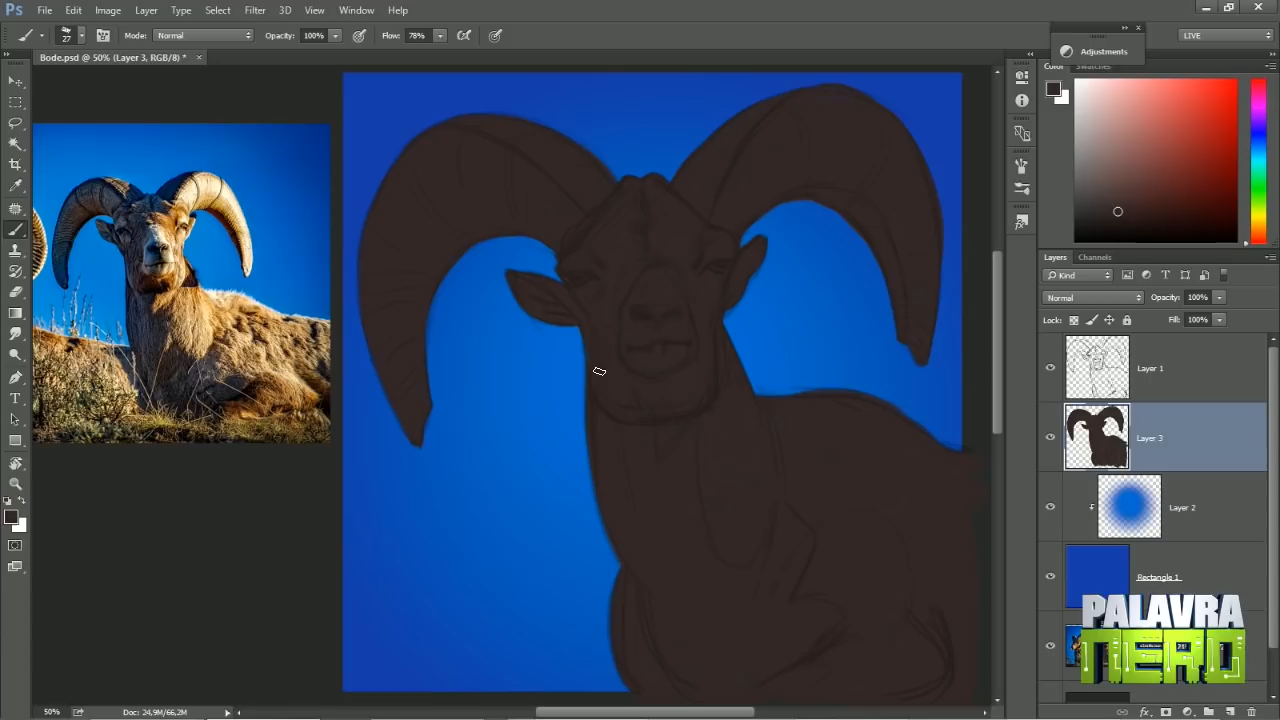 Ps File Edit Image Layer Type Select Filter 3D View Window Help
27 Mode: Normal Opacity: 100% Flow: 78%
Adjustments
LIVE
Bode.psd @ 50% (Layer 3, RGB/8) * ×
Color Swatches
Layers Channels
Kind
Normal Opacity: 100%
Lock: Fill: 100%
Layer 1
Layer 3
Layer 2
Rectangle 1
PALAVRA
NERD
50% Doc: 24,9M/66,2M